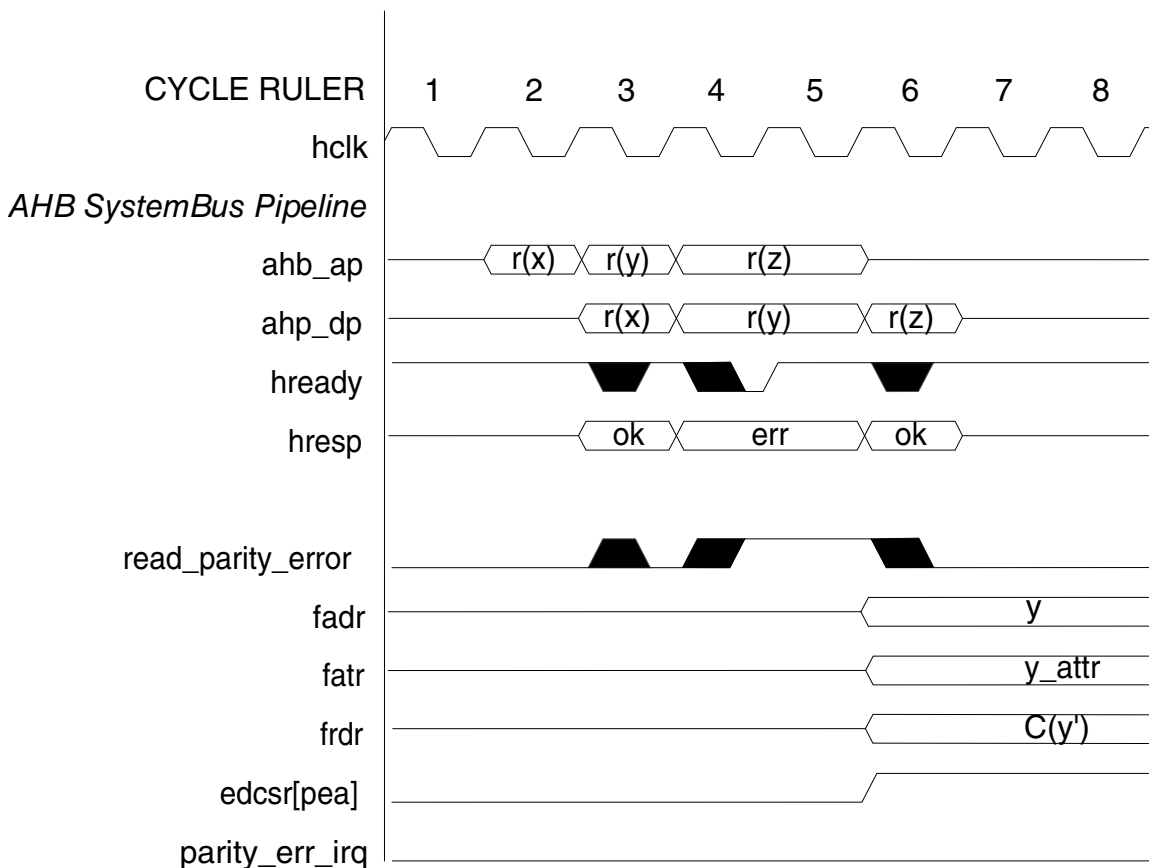 CYCLE RULER 1 2 3 4 5 6 7 8
hclk
AHB SystemBus Pipeline
ahb_ap r(x) r(y) r(z)
ahp_dp r(x) r(y) r(z)
hready
hresp ok err ok
read_parity_error
fadr y
fatr y_attr
frdr C(y')
edcsr[pea]
parity_err_irq